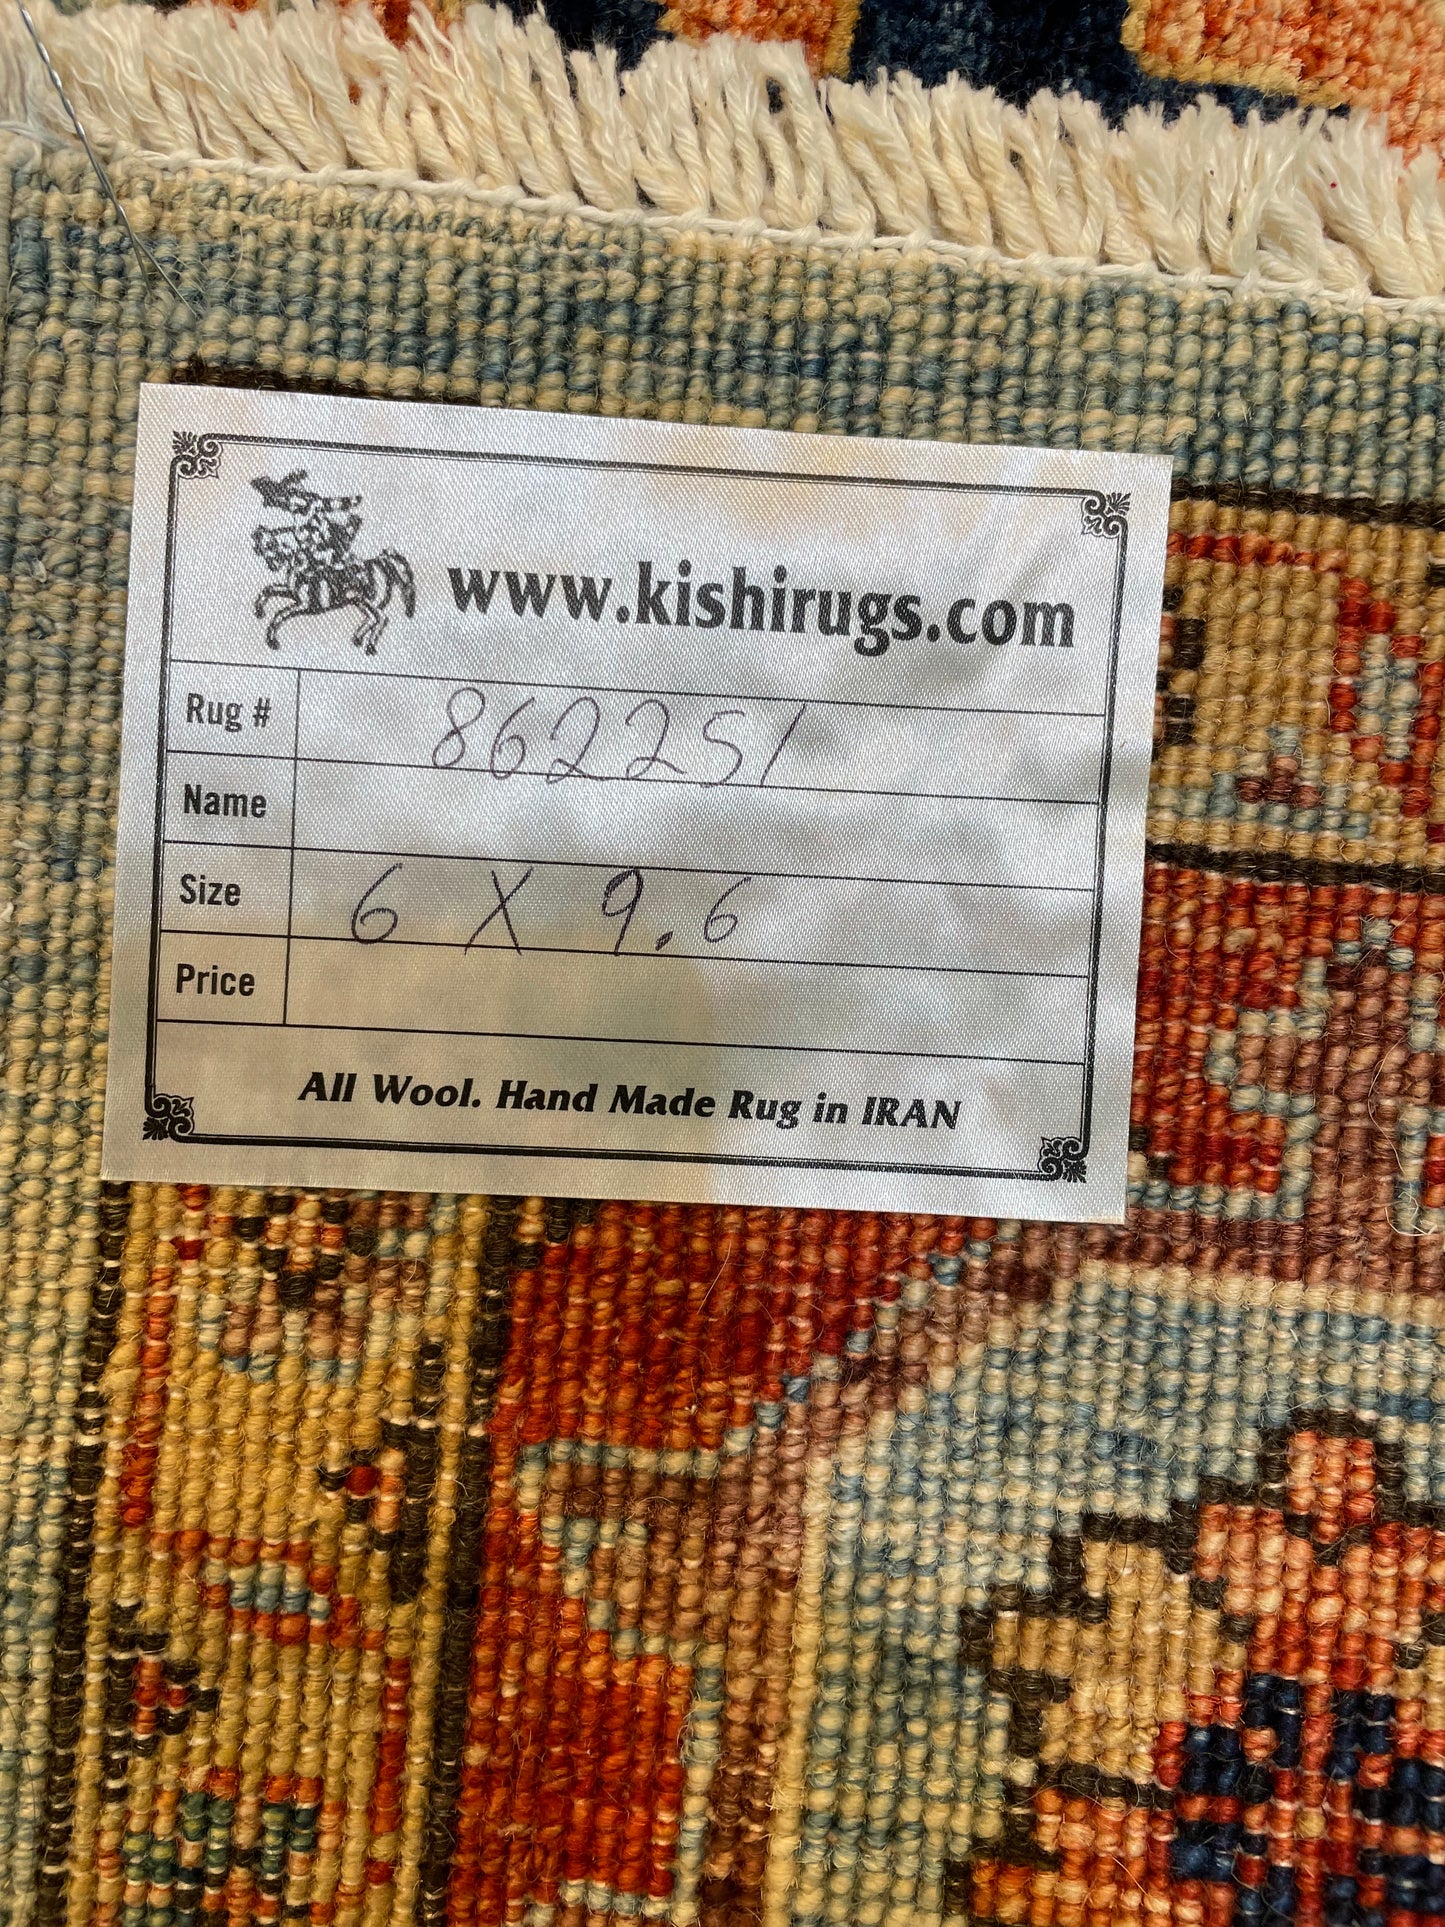 www.kishirugs.com
Rug # 862251
Name
Size 6 X 9.6
Price
All Wool. Hand Made Rug in IRAN